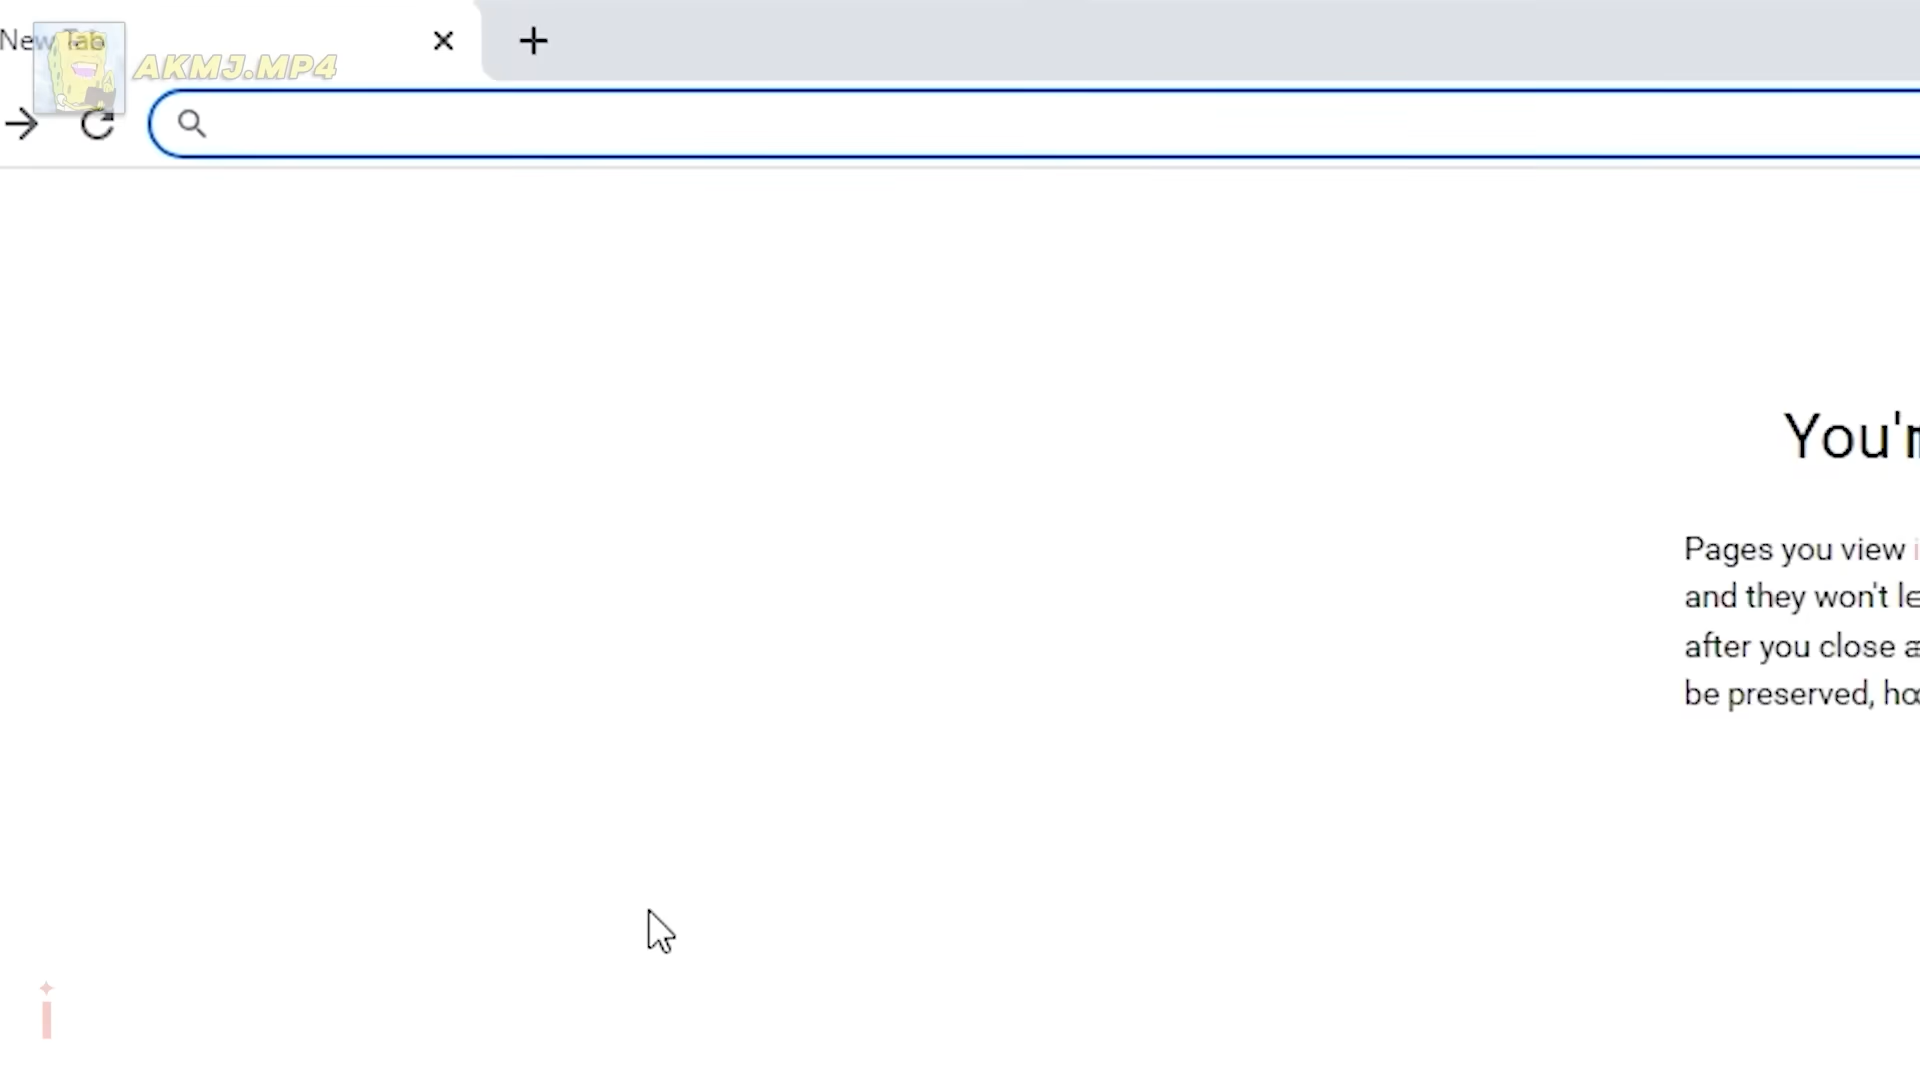 New Tab
AKMJ.MP4
You'r
Pages you view i
and they won't le
after you close a
be preserved, ho
i